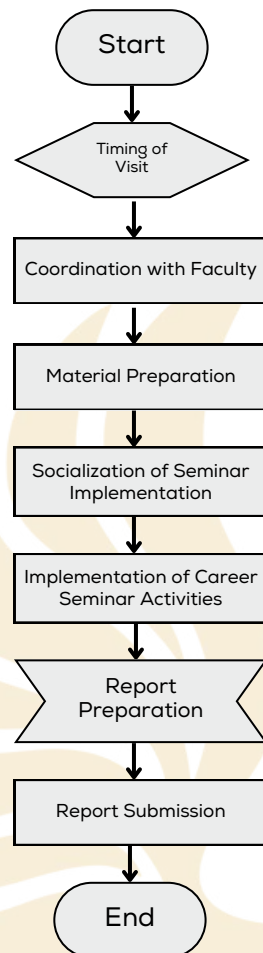 Start
Timing of
Visit
Coordination with Faculty
Material Preparation
Socialization of Seminar
Implementation
Implementation of Career
Seminar Activities
Report
Preparation
Report Submission
End